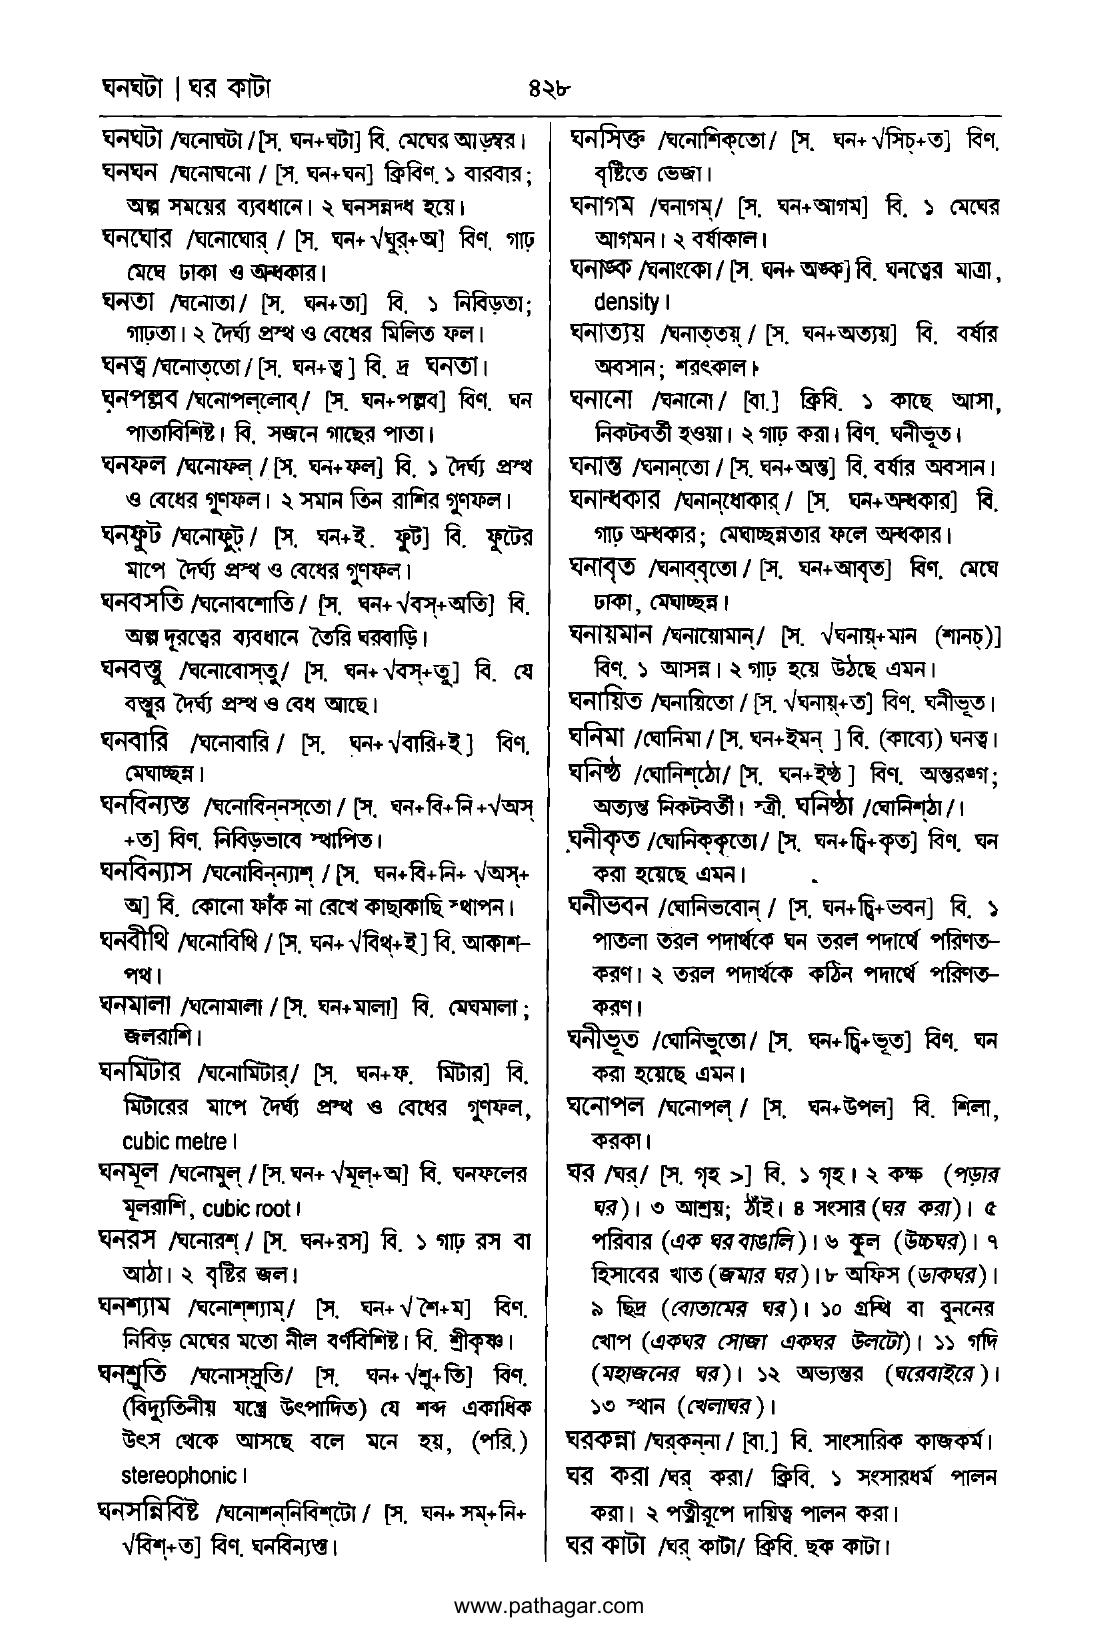 ঘনঘটা | ঘর কাটা
৪২৮
ঘনঘটা /ঘনোঘটা / [স. ঘন+ঘটা] বি. মেঘের আড়ম্বর।
ঘনঘন /ঘনোঘনো / [স. ঘন+ঘন] ক্রিবিণ. ১ বারবার;
অল্প সময়ের ব্যবধানে। ২ ঘনসন্নদ্ধ হয়ে।
ঘনঘোর /ঘনোঘোর্ / [স. ঘন+ √ঘুর্+অ] বিণ. গাঢ়
মেঘে ঢাকা ও অন্ধকার।
ঘনতা /ঘনোতা / [স. ঘন+তা] বি. ১ নিবিড়তা;
গাঢ়তা। ২ দৈর্ঘ্য প্রস্থ ও বেধের মিলিত ফল।
ঘনত্ব /ঘনোত্‌তো / [স. ঘন+ত্ব ] বি. দ্র ঘনতা।
ঘনপল্লব /ঘনোপল্‌লোব্/ [স. ঘন+পল্লব] বিণ. ঘন
পাতাবিশিষ্ট। বি. সজনে গাছের পাতা।
ঘনফল /ঘনোফল্ / [স. ঘন+ফল] বি. ১ দৈর্ঘ্য প্রস্থ
ও বেধের গুণফল। ২ সমান তিন রাশির গুণফল।
ঘনফুট /ঘনোফুট্ / [স. ঘন+ই. ফুট] বি. ফুটের
মাপে দৈর্ঘ্য প্রস্থ ও বেধের গুণফল।
ঘনবসতি /ঘনোবশোতি / [স. ঘন+ √বস্+অতি] বি.
অল্প দূরত্বের ব্যবধানে তৈরি ঘরবাড়ি।
ঘনবস্তু /ঘনোবোস্‌তু/ [স. ঘন+ √বস্+তু] বি. যে
বস্তুর দৈর্ঘ্য প্রস্থ ও বেধ আছে।
ঘনবারি /ঘনোবারি / [স. ঘন+ √বারি+ই ] বিণ.
মেঘাচ্ছন্ন।
ঘনবিন্যস্ত /ঘনোবিন্‌নস্‌তো / [স. ঘন+বি+নি +√অস্
+ত] বিণ. নিবিড়ভাবে স্থাপিত।
ঘনবিন্যাস /ঘনোবিন্‌ন্যাশ্ / [স. ঘন+বি+নি+ √অস্+
অ] বি. কোনো ফাঁক না রেখে কাছাকাছি স্থাপন।
ঘনবীথি /ঘনোবিথি / [স. ঘন+ √বিথ্+ই ] বি. আকাশ–
পথ।
ঘনমালা /ঘনোমালা / [স. ঘন+মালা] বি. মেঘমালা;
জলরাশি।
ঘনমিটার /ঘনোমিটার্/ [স. ঘন+ফ. মিটার] বি.
মিটারের মাপে দৈর্ঘ্য প্রস্থ ও বেধের গুণফল,
cubic metre।
ঘনমূল /ঘনোমুল্ / [স. ঘন+ √মূল্+অ] বি. ঘনফলের
মূলরাশি, cubic root।
ঘনরস /ঘনোরশ্ / [স. ঘন+রস] বি. ১ গাঢ় রস বা
আঠা। ২ বৃষ্টির জল।
ঘনশ্যাম /ঘনোশ্‌শ্যাম্/ [স. ঘন+ √ শৈ+ম] বিণ.
নিবিড় মেঘের মতো নীল বর্ণবিশিষ্ট। বি. শ্রীকৃষ্ণ।
ঘনশ্রুতি /ঘনোস্‌স্রুতি/ [স. ঘন+ √শ্রু+তি] বিণ.
(বিদ্যুতিনীয় যন্ত্রে উৎপাদিত) যে শব্দ একাধিক
উৎস থেকে আসছে বলে মনে হয়, (পরি.)
stereophonic।
ঘনসন্নিবিষ্ট /ঘনোশন্‌নিবিশ্‌টো / [স. ঘন+ সম্+নি+
√বিশ্+ত] বিণ. ঘনবিন্যস্ত।
ঘনসিক্ত /ঘনোশিক্‌তো/ [স. ঘন+ √সিচ্+ত] বিণ.
বৃষ্টিতে ভেজা।
ঘনাগম /ঘনাগম্/ [স. ঘন+আগম] বি. ১ মেঘের
আগমন। ২ বর্ষাকাল।
ঘনাঙ্ক /ঘনাংকো / [স. ঘন+ অঙ্ক] বি. ঘনত্বের মাত্রা,
density।
ঘনাত্যয় /ঘনাত্‌তয়্ / [স. ঘন+অত্যয়] বি. বর্ষার
অবসান; শরৎকাল।
ঘনানো /ঘনানো / [বা.] ক্রিবি. ১ কাছে আসা,
নিকটবর্তী হওয়া। ২ গাঢ় করা। বিণ. ঘনীভূত।
ঘনান্ত /ঘনান্‌তো / [স. ঘন+অন্ত] বি. বর্ষার অবসান।
ঘনান্ধকার /ঘনান্‌ধোকার্ / [স. ঘন+অন্ধকার] বি.
গাঢ় অন্ধকার; মেঘাচ্ছন্নতার ফলে অন্ধকার।
ঘনাবৃত /ঘনাব্‌বৃতো / [স. ঘন+আবৃত] বিণ. মেঘে
ঢাকা, মেঘাচ্ছন্ন।
ঘনায়মান /ঘনায়োমান্/ [স. √ঘনায়্+মান (শানচ্)]
বিণ. ১ আসন্ন। ২ গাঢ় হয়ে উঠছে এমন।
ঘনায়িত /ঘনায়িতো / [স. √ঘনায়্+ত] বিণ. ঘনীভূত।
ঘনিমা /ঘোনিমা / [স. ঘন+ইমন্ ] বি. (কাব্যে) ঘনত্ব।
ঘনিষ্ঠ /ঘোনিশ্‌ঠো/ [স. ঘন+ইষ্ঠ ] বিণ. অন্তরঙ্গ;
অত্যন্ত নিকটবর্তী। স্ত্রী. ঘনিষ্ঠা /ঘোনিশ্‌ঠা /।
ঘনীকৃত /ঘোনিক্‌কৃতো/ [স. ঘন+চ্বি+কৃত] বিণ. ঘন
করা হয়েছে এমন।
ঘনীভবন /ঘোনিভবোন্ / [স. ঘন+চ্বি+ভবন] বি. ১
পাতলা তরল পদার্থকে ঘন তরল পদার্থে পরিণত–
করণ। ২ তরল পদার্থকে কঠিন পদার্থে পরিণত–
করণ।
ঘনীভূত /ঘোনিভুতো/ [স. ঘন+চ্বি+ভূত] বিণ. ঘন
করা হয়েছে এমন।
ঘনোপল /ঘনোপল্ / [স. ঘন+উপল] বি. শিলা,
করকা।
ঘর /ঘর্/ [স. গৃহ >] বি. ১ গৃহ। ২ কক্ষ (পড়ার
ঘর)। ৩ আশ্রয়; ঠাঁই। ৪ সংসার (ঘর করা)। ৫
পরিবার (এক ঘর বাঙালি)। ৬ কুল (উচ্চঘর)। ৭
হিসাবের খাত (জমার ঘর)। ৮ অফিস (ডাকঘর)।
৯ ছিদ্র (বোতামের ঘর)। ১০ গ্রন্থি বা বুননের
খোপ (একঘর সোজা একঘর উলটো)। ১১ গদি
(মহাজনের ঘর)। ১২ অভ্যন্তর (ঘরেবাইরে)।
১৩ স্থান (খেলাঘর)।
ঘরকন্না /ঘর্‌কন্‌না / [বা.] বি. সাংসারিক কাজকর্ম।
ঘর করা /ঘর্ করা/ ক্রিবি. ১ সংসারধর্ম পালন
করা। ২ পত্নীরূপে দায়িত্ব পালন করা।
ঘর কাটা /ঘর্ কাটা/ ক্রিবি. ছক কাটা।
www.pathagar.com